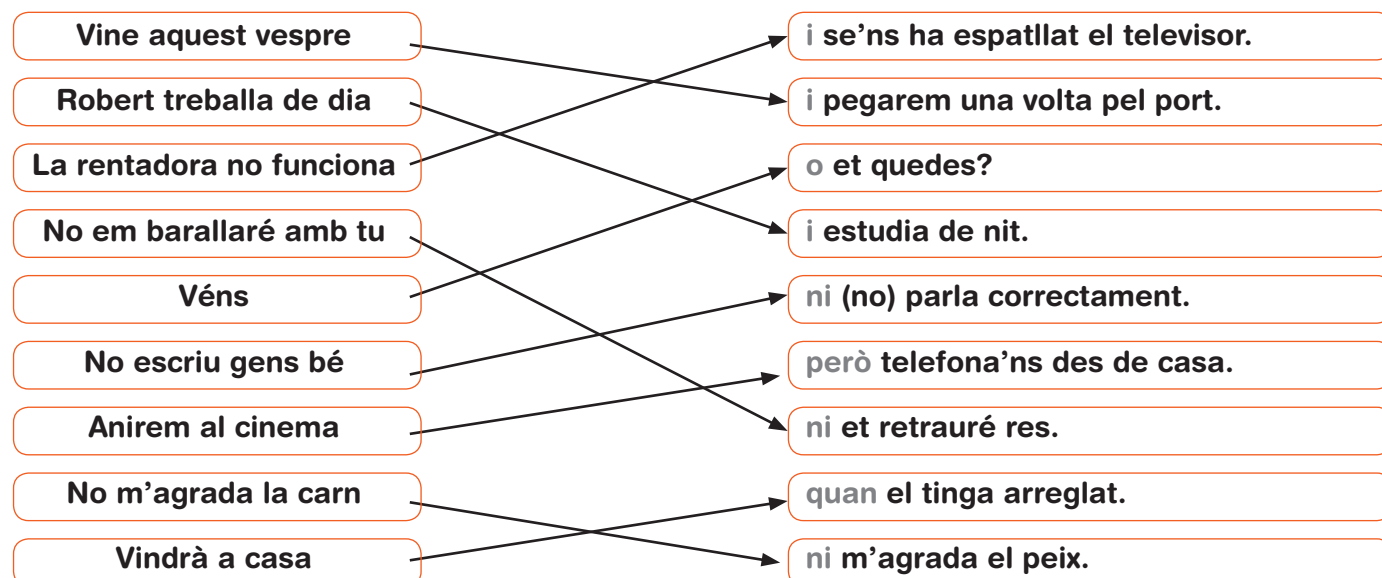 Vine aquest vespre
i se’ns ha espatllat el televisor.
Robert treballa de dia
i pegarem una volta pel port.
La rentadora no funciona
o et quedes?
No em barallaré amb tu
i estudia de nit.
Véns
ni (no) parla correctament.
No escriu gens bé
però telefona’ns des de casa.
Anirem al cinema
ni et retrauré res.
No m’agrada la carn
quan el tinga arreglat.
Vindrà a casa
ni m’agrada el peix.